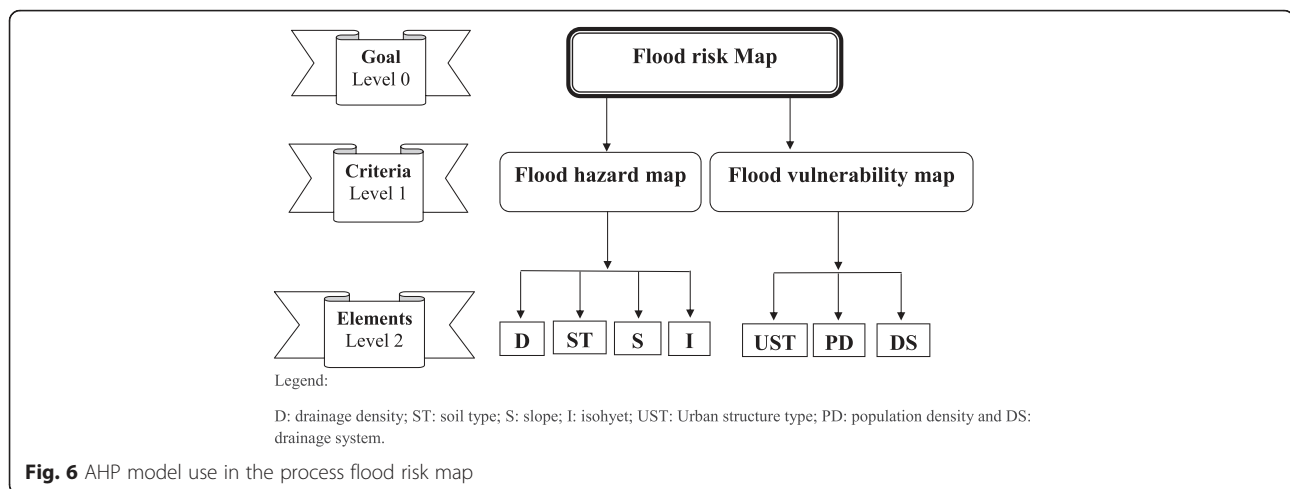 Goal
Level 0
Flood risk Map
Criteria
Level 1
Flood hazard map
Flood vulnerability map
Elements
Level 2
D
ST
S
I
UST
PD
DS
Legend:
D: drainage density; ST: soil type; S: slope; I: isohyet; UST: Urban structure type; PD: population density and DS:
drainage system.
Fig. 6 AHP model use in the process flood risk map